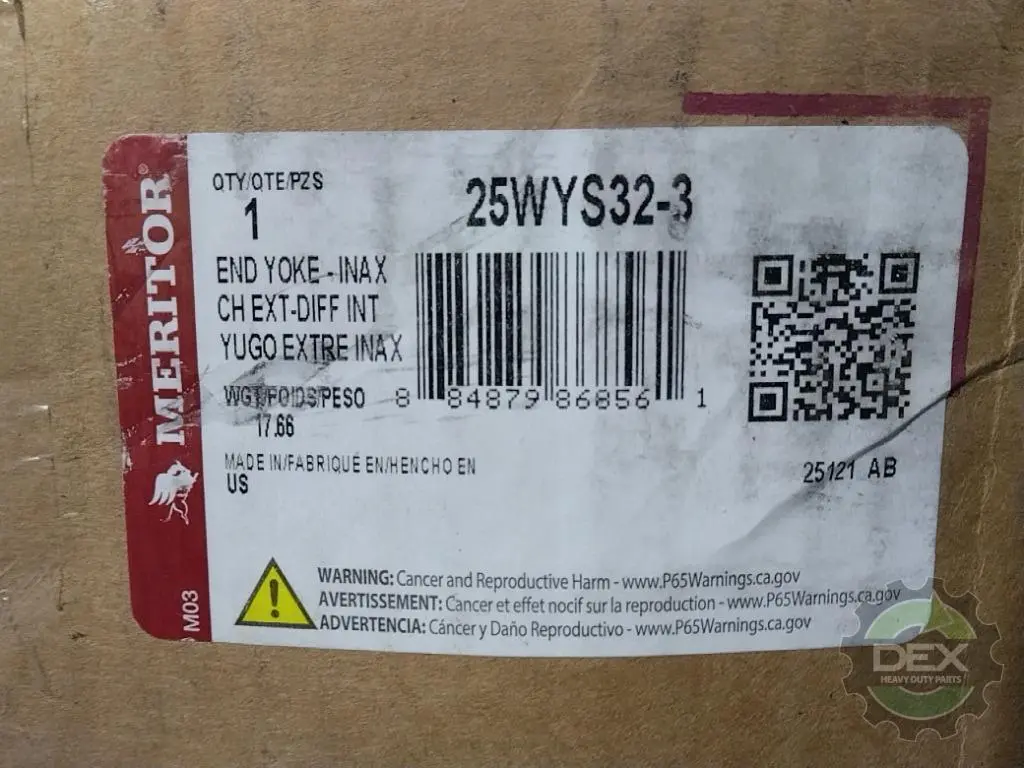 MERITOR®
M03
QTY/QTE/PZS
1
25WYS32-3
END YOKE - INAX
CH EXT-DIFF INT
YUGO EXTRE INAX
8 84879 86856 1
WGT/POIDS/PESO
17.66
MADE IN/FABRIQUE EN/HENCHO EN
US
25121 AB
WARNING: Cancer and Reproductive Harm - www.P65Warnings.ca.gov
AVERTISSEMENT: Cancer et effet nocif sur la reproduction - www.P65Warnings.ca.gov
ADVERTENCIA: Cáncer y Daño Reproductivo - www.P65Warnings.ca.gov
DEX
HEAVY DUTY PARTS